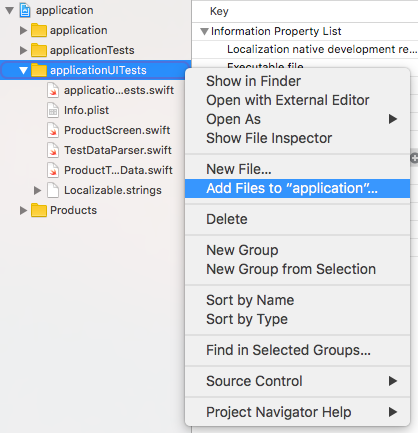 application
application
applicationTests
applicationUITests
applicatio...ests.swift
Info.plist
ProductScreen.swift
TestDataParser.swift
ProductT...Data.swift
Localizable.strings
Products
Key
Information Property List
Localization native development re...
Executable file
Show in Finder
Open with External Editor
Open As
Show File Inspector
New File...
Add Files to “application”...
Delete
New Group
New Group from Selection
Sort by Name
Sort by Type
Find in Selected Groups...
Source Control
Project Navigator Help